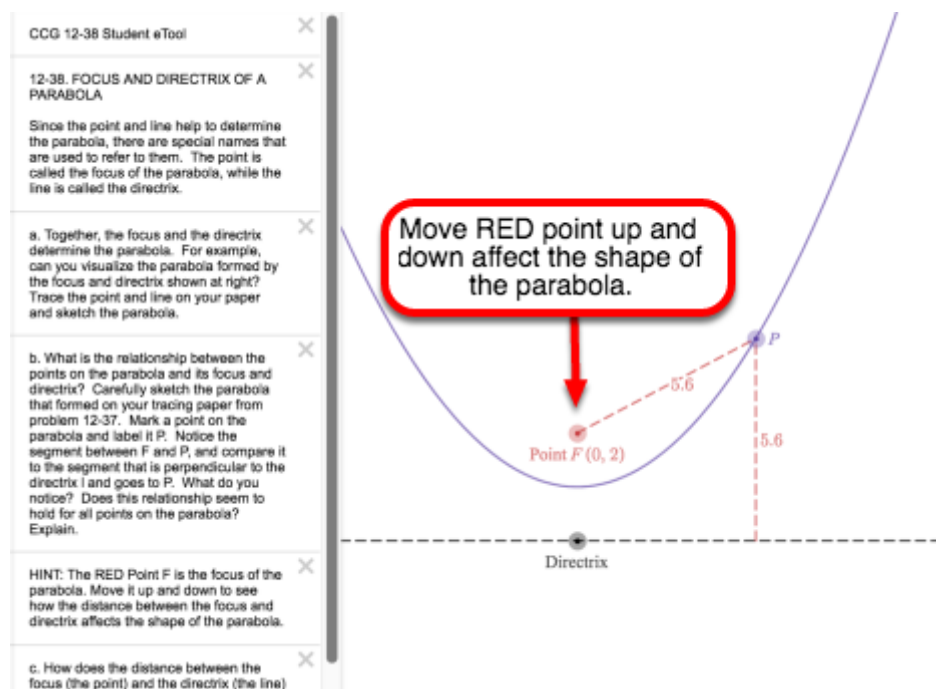 CCG 12-38 Student eTool
12-38. FOCUS AND DIRECTRIX OF A
PARABOLA
Since the point and line help to determine
the parabola, there are special names that
are used to refer to them.  The point is
called the focus of the parabola, while the
line is called the directrix.
a. Together, the focus and the directrix
determine the parabola.  For example,
can you visualize the parabola formed by
the focus and directrix shown at right?
Trace the point and line on your paper
and sketch the parabola.
b. What is the relationship between the
points on the parabola and its focus and
directrix?  Carefully sketch the parabola
that formed on your tracing paper from
problem 12-37.  Mark a point on the
parabola and label it P.  Notice the
segment between F and P, and compare it
to the segment that is perpendicular to the
directrix l and goes to P.  What do you
notice?  Does this relationship seem to
hold for all points on the parabola?
Explain.
HINT: The RED Point F is the focus of the
parabola. Move it up and down to see
how the distance between the focus and
directrix affects the shape of the parabola.
c. How does the distance between the
focus (the point) and the directrix (the line)
Move RED point up and
down affect the shape of
the parabola.
P
5.6
5.6
Point F (0, 2)
Directrix